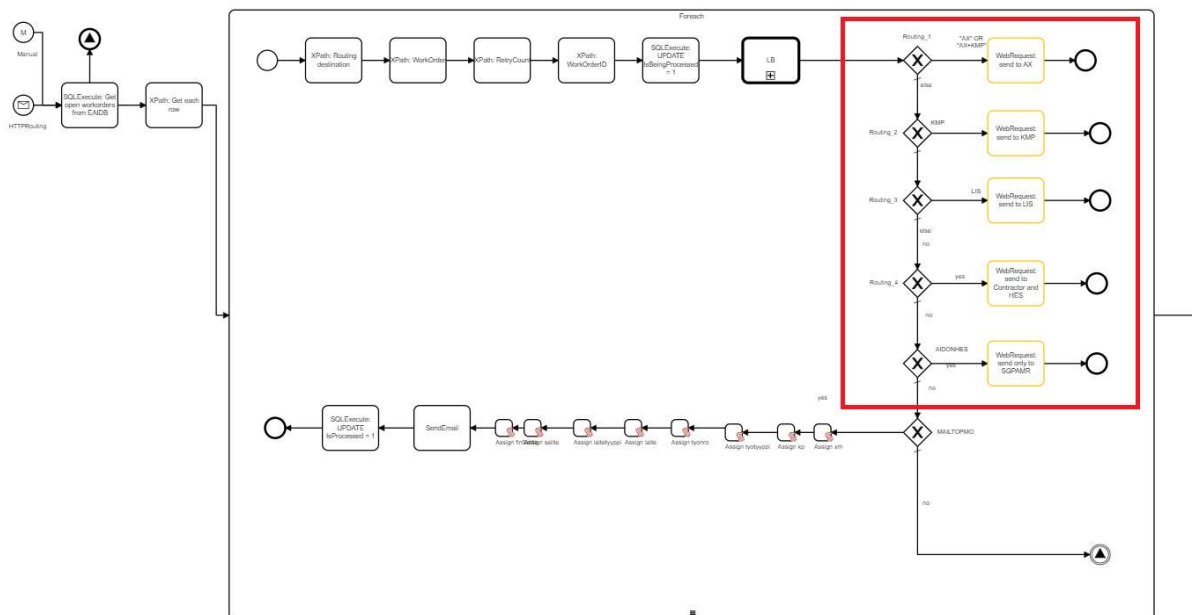 Foreach
M
Manual
HTTPRouting
SQLExecute: Get
open workorders
from EAIDB
XPath: Get each
row
XPath: Routing
destination
XPath: WorkOrder
XPath: RetryCount
XPath:
WorkOrderID
SQLExecute:
UPDATE
IsBeingProcessed
= 1
LB
Routing_1
"AX" OR
"AX+KMP"
WebRequest:
send to AX
else
Routing_2
KMP
WebRequest:
send to KMP
Routing_3
LIS
WebRequest:
send to LIS
else
no
Routing_4
yes
WebRequest:
send to
Contractor and
HES
no
AIDONHES
yes
WebRequest:
send only to
SGPAMR
no
yes
MAILTOPMO
SQLExecute:
UPDATE
IsProcessed = 1
SendEmail
Assign
selite
Assign laitetyyppi
Assign laite
Assign tyonro
Assign tyotyyppi
Assign kp
Assign xm
no